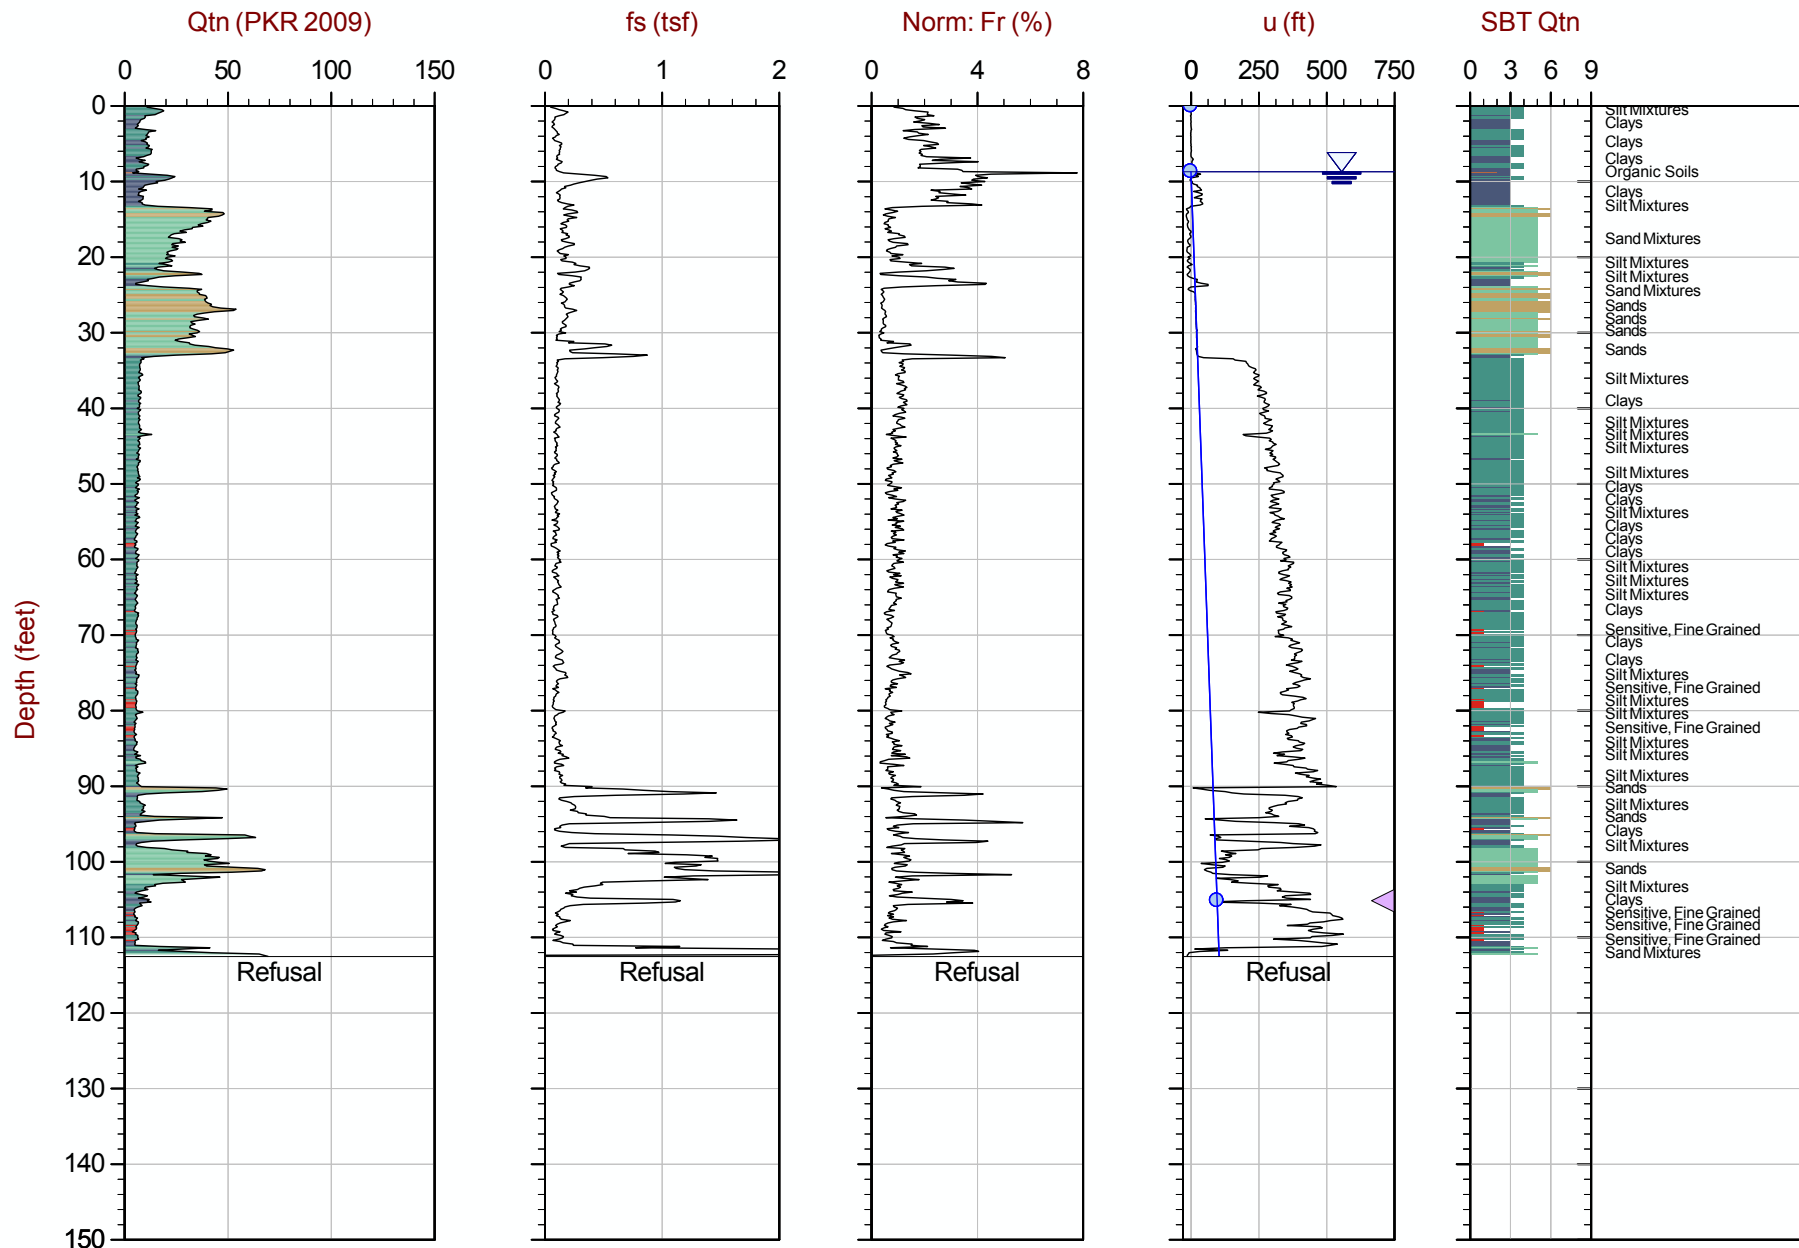 Qtn (PKR 2009) fs (tsf) Norm: Fr (%) u (ft) SBT Qtn
0 50 100 150 0 1 2 0 4 8 0 250 500 750 0 3 6 9
Depth (feet)
0
10
20
30
40
50
60
70
80
90
100
110
120
130
140
150
Silt Mixtures
Clays
Clays
Clays
Organic Soils
Clays
Silt Mixtures
Sand Mixtures
Silt Mixtures
Silt Mixtures
Sand Mixtures
Sands
Sands
Sands
Sands
Silt Mixtures
Clays
Silt Mixtures
Silt Mixtures
Silt Mixtures
Silt Mixtures
Clays
Clays
Silt Mixtures
Clays
Clays
Clays
Silt Mixtures
Silt Mixtures
Silt Mixtures
Clays
Sensitive, Fine Grained
Clays
Clays
Silt Mixtures
Sensitive, Fine Grained
Silt Mixtures
Silt Mixtures
Sensitive, Fine Grained
Silt Mixtures
Silt Mixtures
Silt Mixtures
Sands
Silt Mixtures
Sands
Clays
Silt Mixtures
Sands
Silt Mixtures
Clays
Sensitive, Fine Grained
Sensitive, Fine Grained
Sensitive, Fine Grained
Sand Mixtures
Refusal Refusal Refusal Refusal